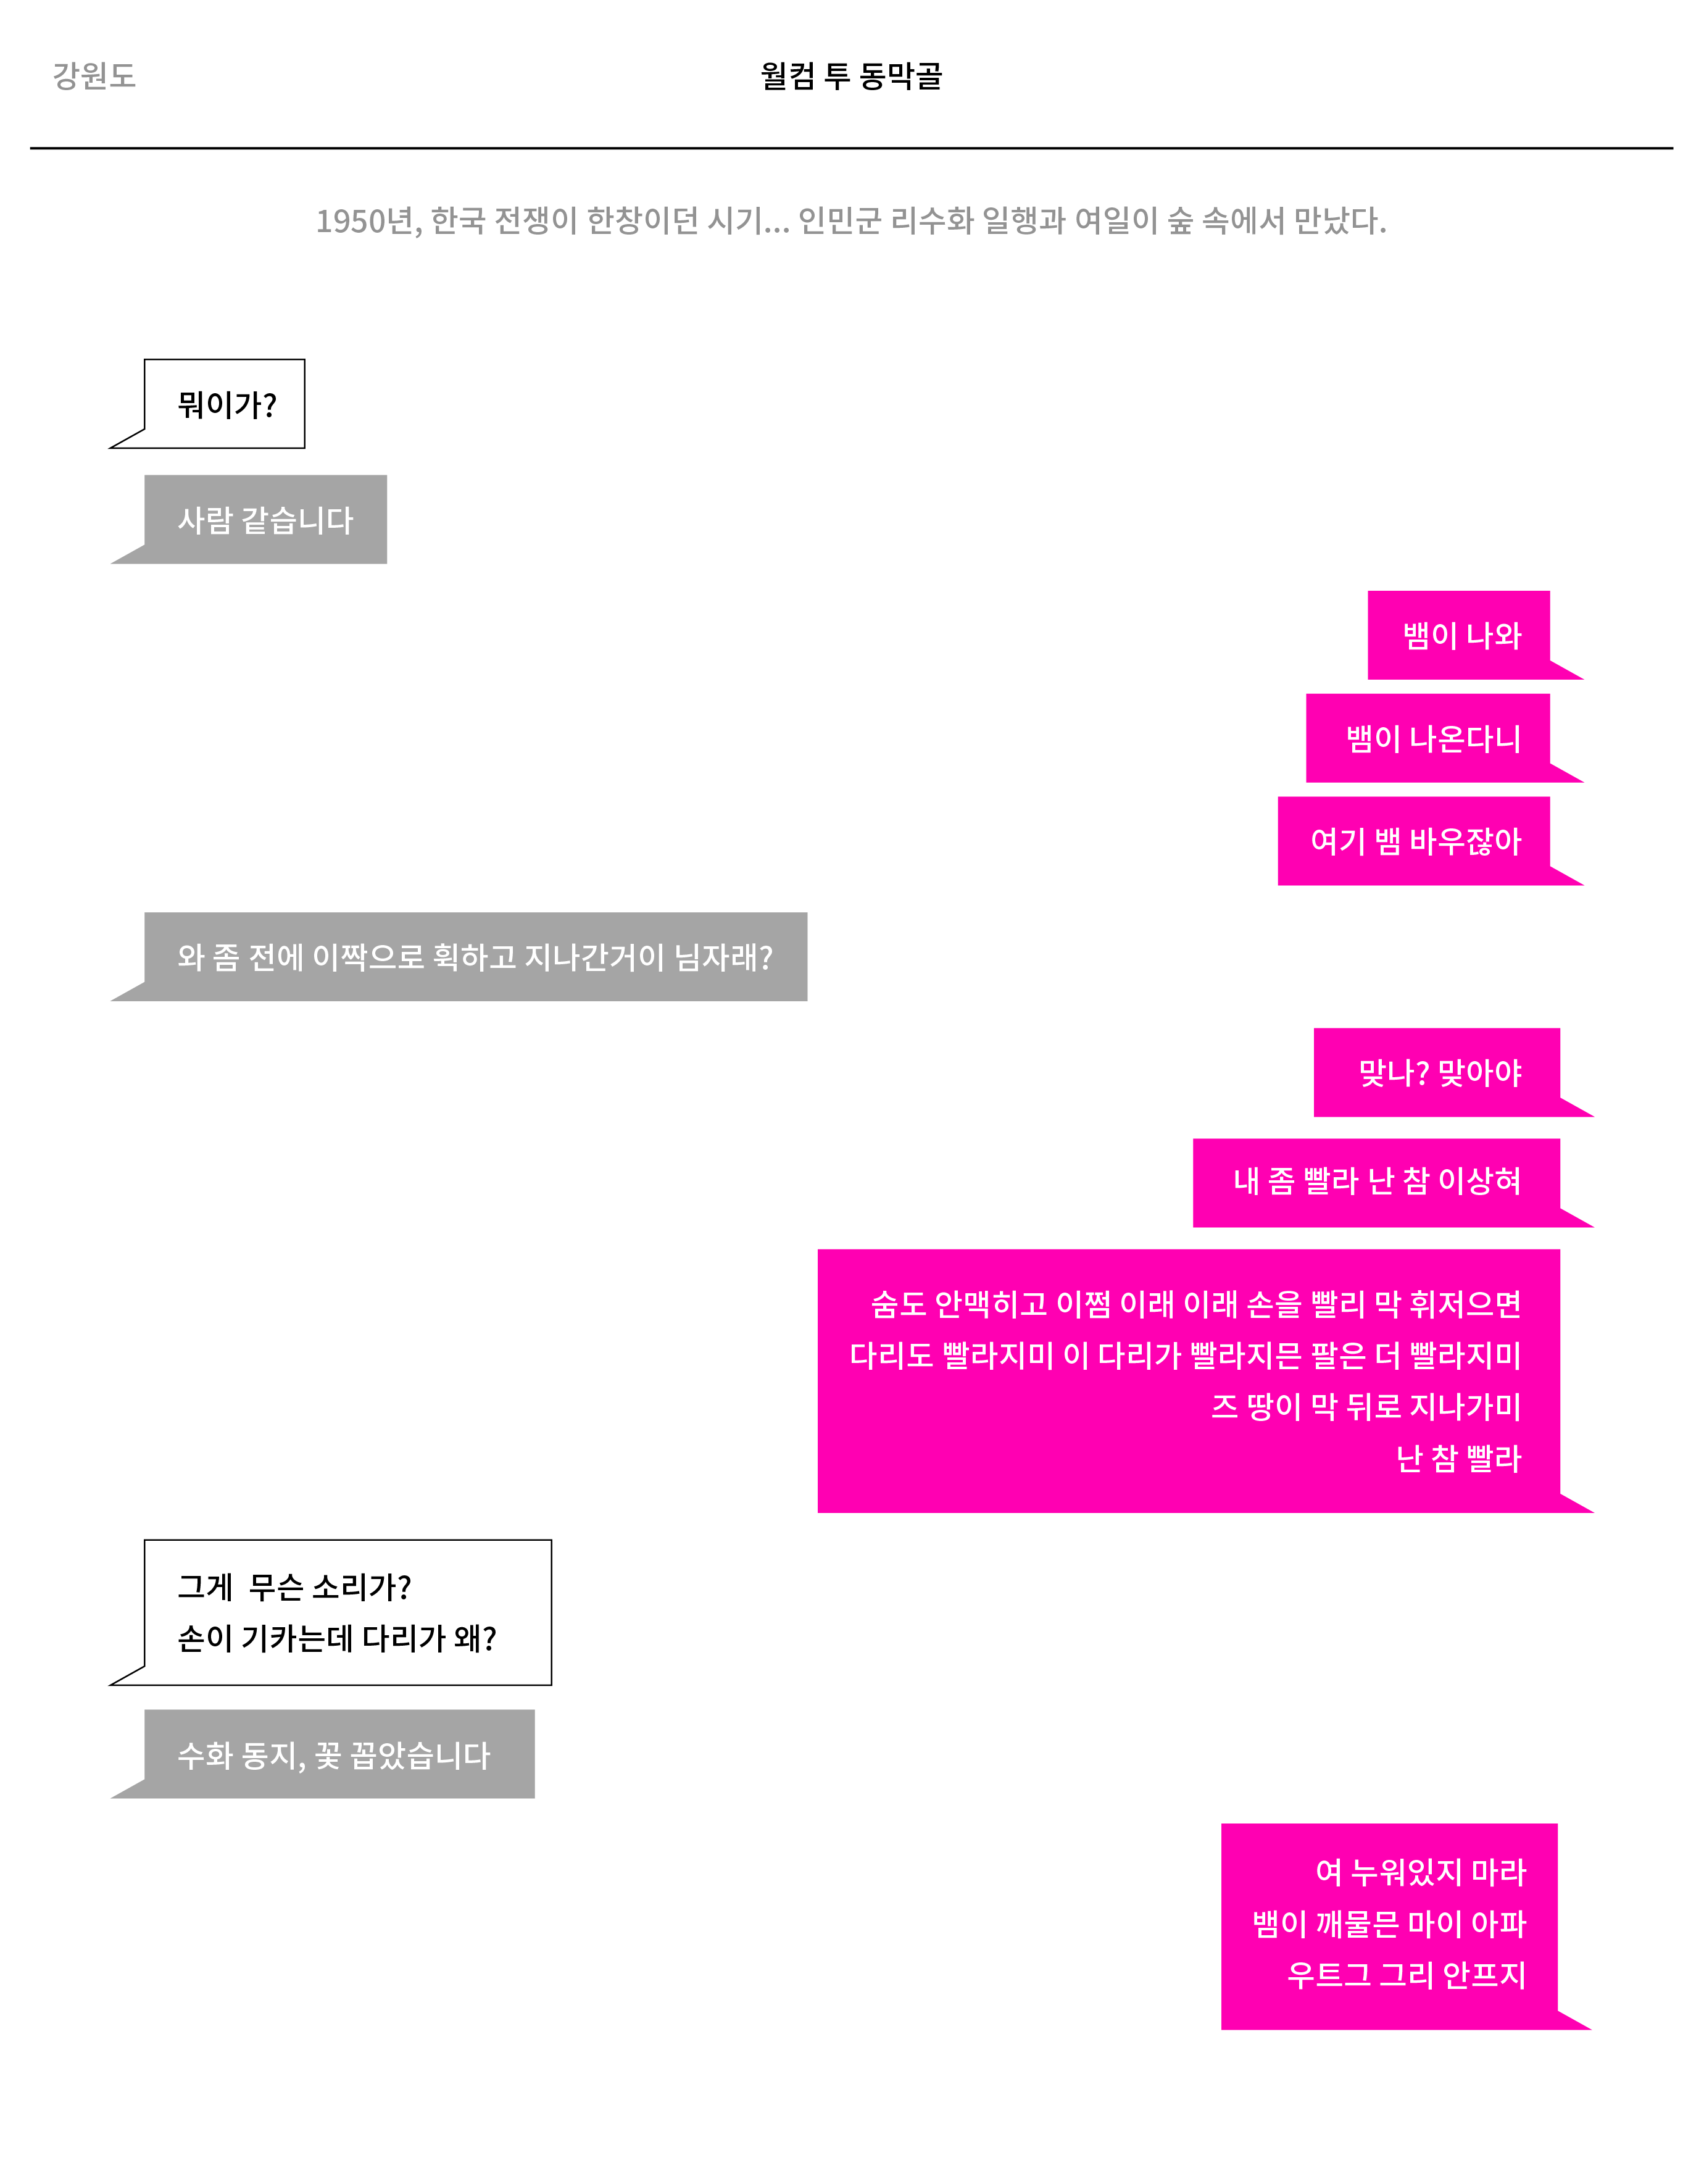 강원도
웰컴 투 동막골
1950년, 한국 전쟁이 한창이던 시기... 인민군 리수화 일행과 여일이 숲 속에서 만났다.
뭐이가?
사람 같습니다
뱀이 나와
뱀이 나온다니
여기 뱀 바우잖아
와 좀 전에 이짝으로 휙하고 지나간거이 님자래?
맞나? 맞아야
내 좀 빨라 난 참 이상혀
숨도 안맥히고 이쩜 이래 이래 손을 빨리 막 휘저으면
다리도 빨라지미 이 다리가 빨라지믄 팔은 더 빨라지미
즈 땅이 막 뒤로 지나가미
난 참 빨라
그게 무슨 소리가?
손이 기카는데 다리가 왜?
수화 동지, 꽃 꼽았습니다
여 누워있지 마라
뱀이 깨물믄 마이 아파
우트그 그리 안프지